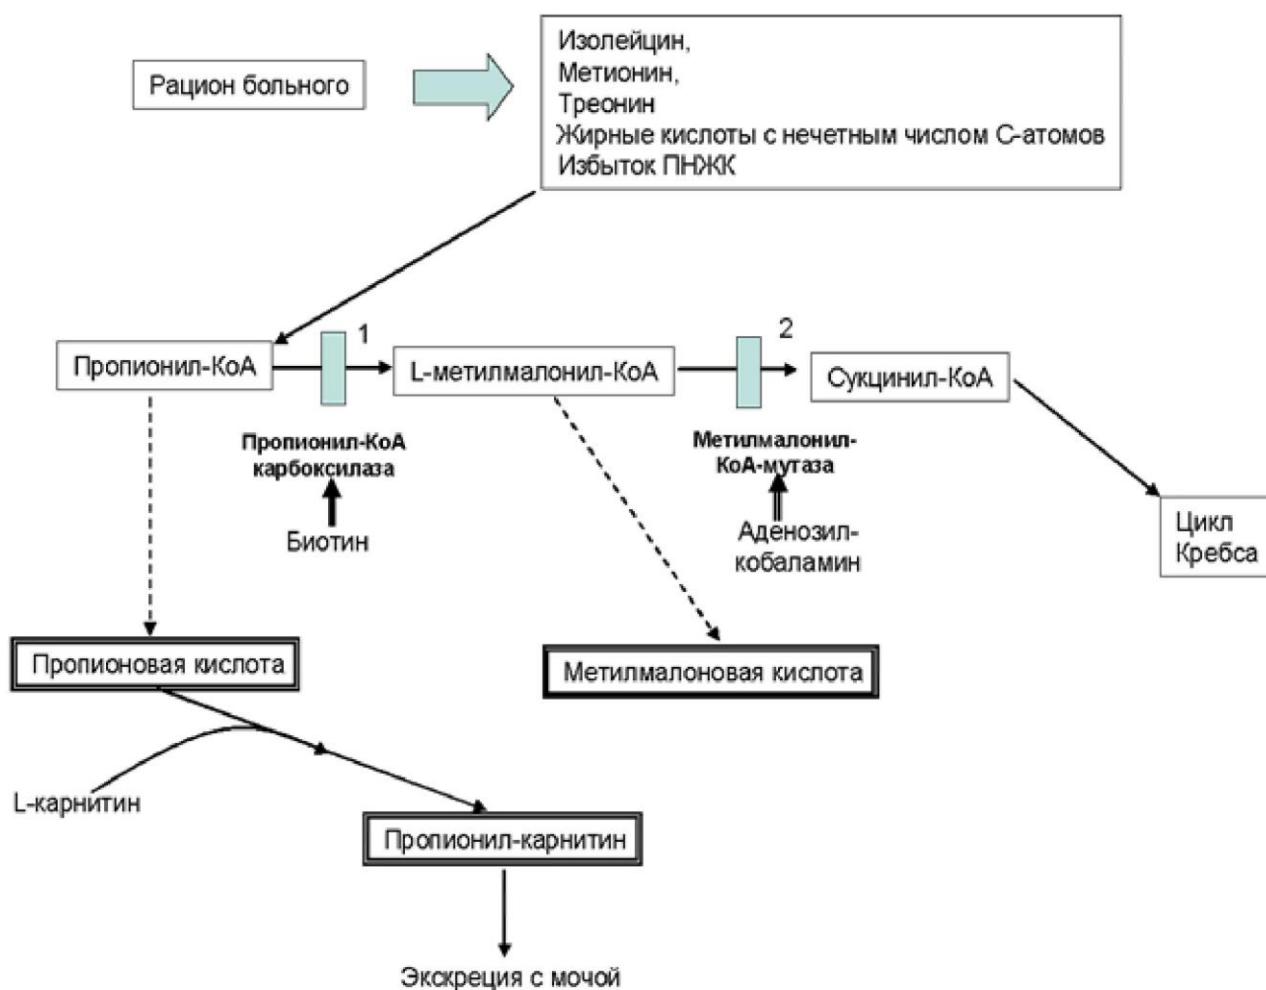 Рацион больного
Изолейцин,
Метионин,
Треонин
Жирные кислоты с нечетным числом С-атомов
Избыток ПНЖК
1
2
Пропионил-КоА
L-метилмалонил-КоА
Сукцинил-КоА
Пропионил-КоА
карбоксилаза
Метилмалонил-
КоА-мутаза
Биотин
Аденозил-
кобаламин
Цикл
Кребса
Пропионовая кислота
Метилмалоновая кислота
L-карнитин
Пропионил-карнитин
Экскреция с мочой